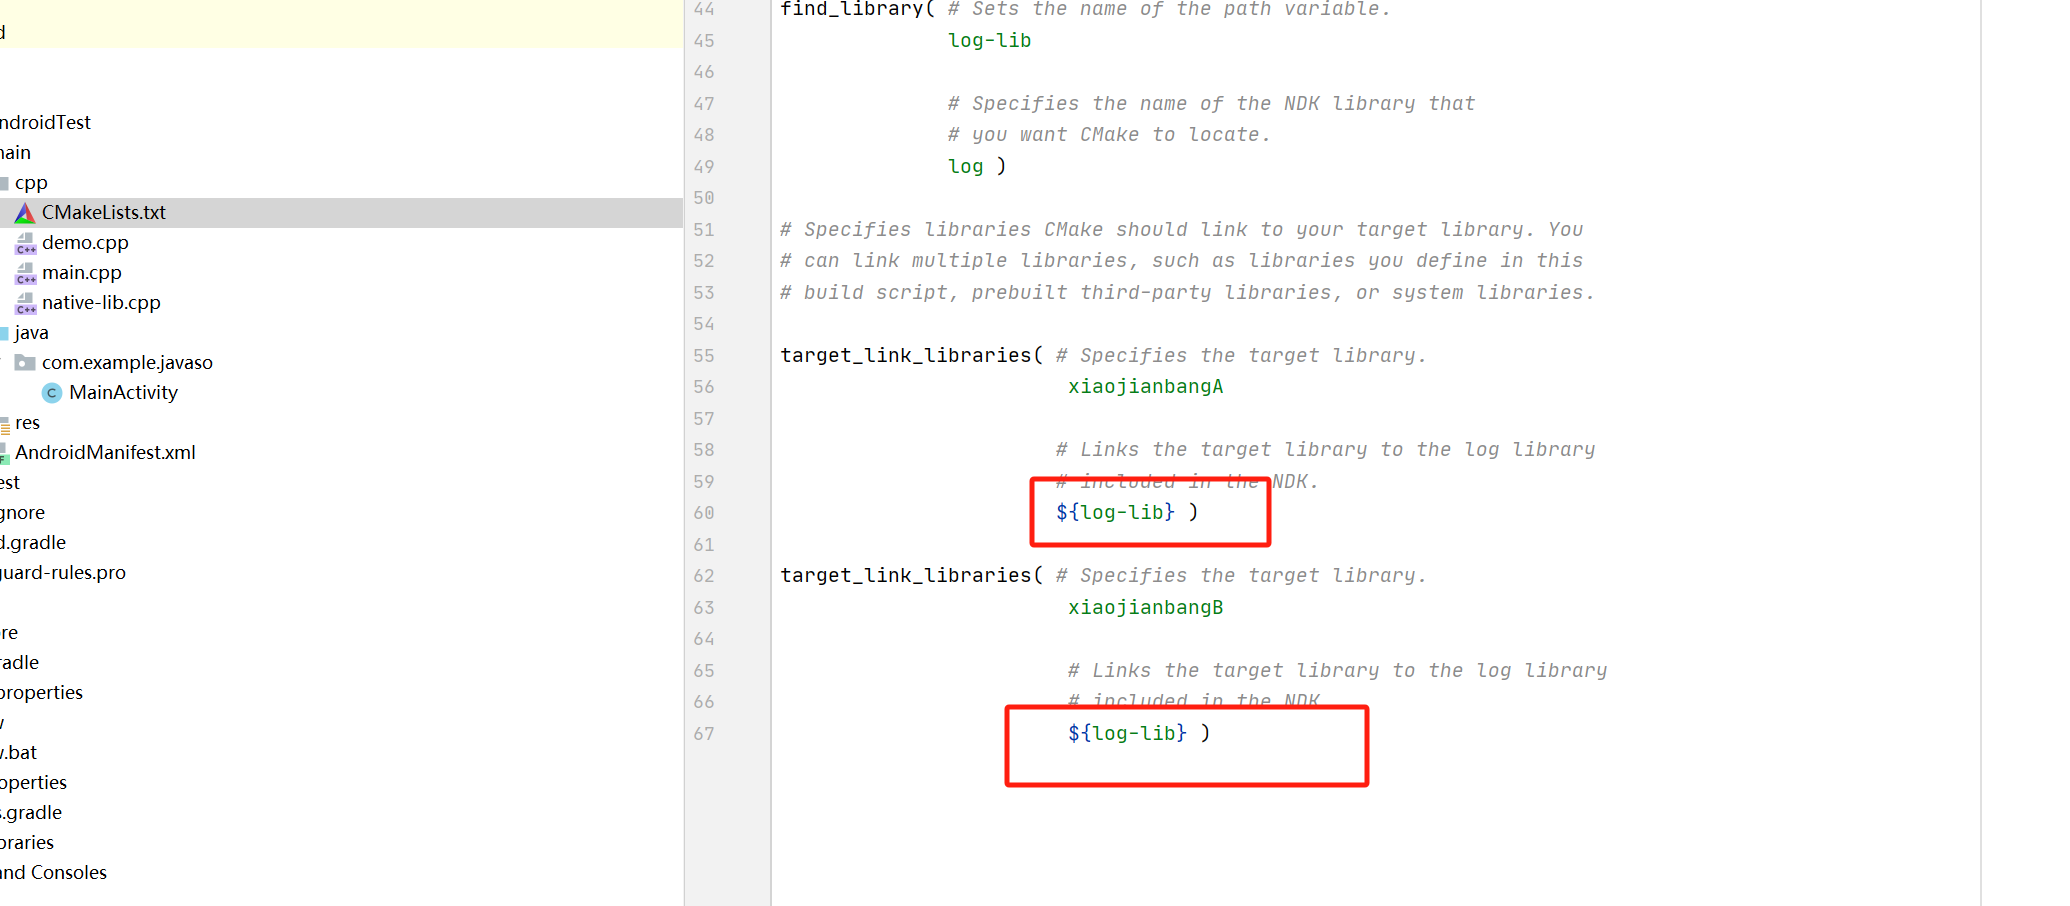 d
ndroidTest
main
cpp
CMakeLists.txt
demo.cpp
main.cpp
native-lib.cpp
java
com.example.javaso
MainActivity
res
AndroidManifest.xml
est
gnore
d.gradle
guard-rules.pro
re
radle
properties
w
w.bat
operties
s.gradle
braries
and Consoles
44 find_library( # Sets the name of the path variable.
45 log-lib
46
47 # Specifies the name of the NDK library that
48 # you want CMake to locate.
49 log )
50
51 # Specifies libraries CMake should link to your target library. You
52 # can link multiple libraries, such as libraries you define in this
53 # build script, prebuilt third-party libraries, or system libraries.
54
55 target_link_libraries( # Specifies the target library.
56 xiaojianbangA
57
58 # Links the target library to the log library
59 # included in the NDK.
60 ${log-lib} )
61
62 target_link_libraries( # Specifies the target library.
63 xiaojianbangB
64
65 # Links the target library to the log library
66 # included in the NDK
67 ${log-lib} )